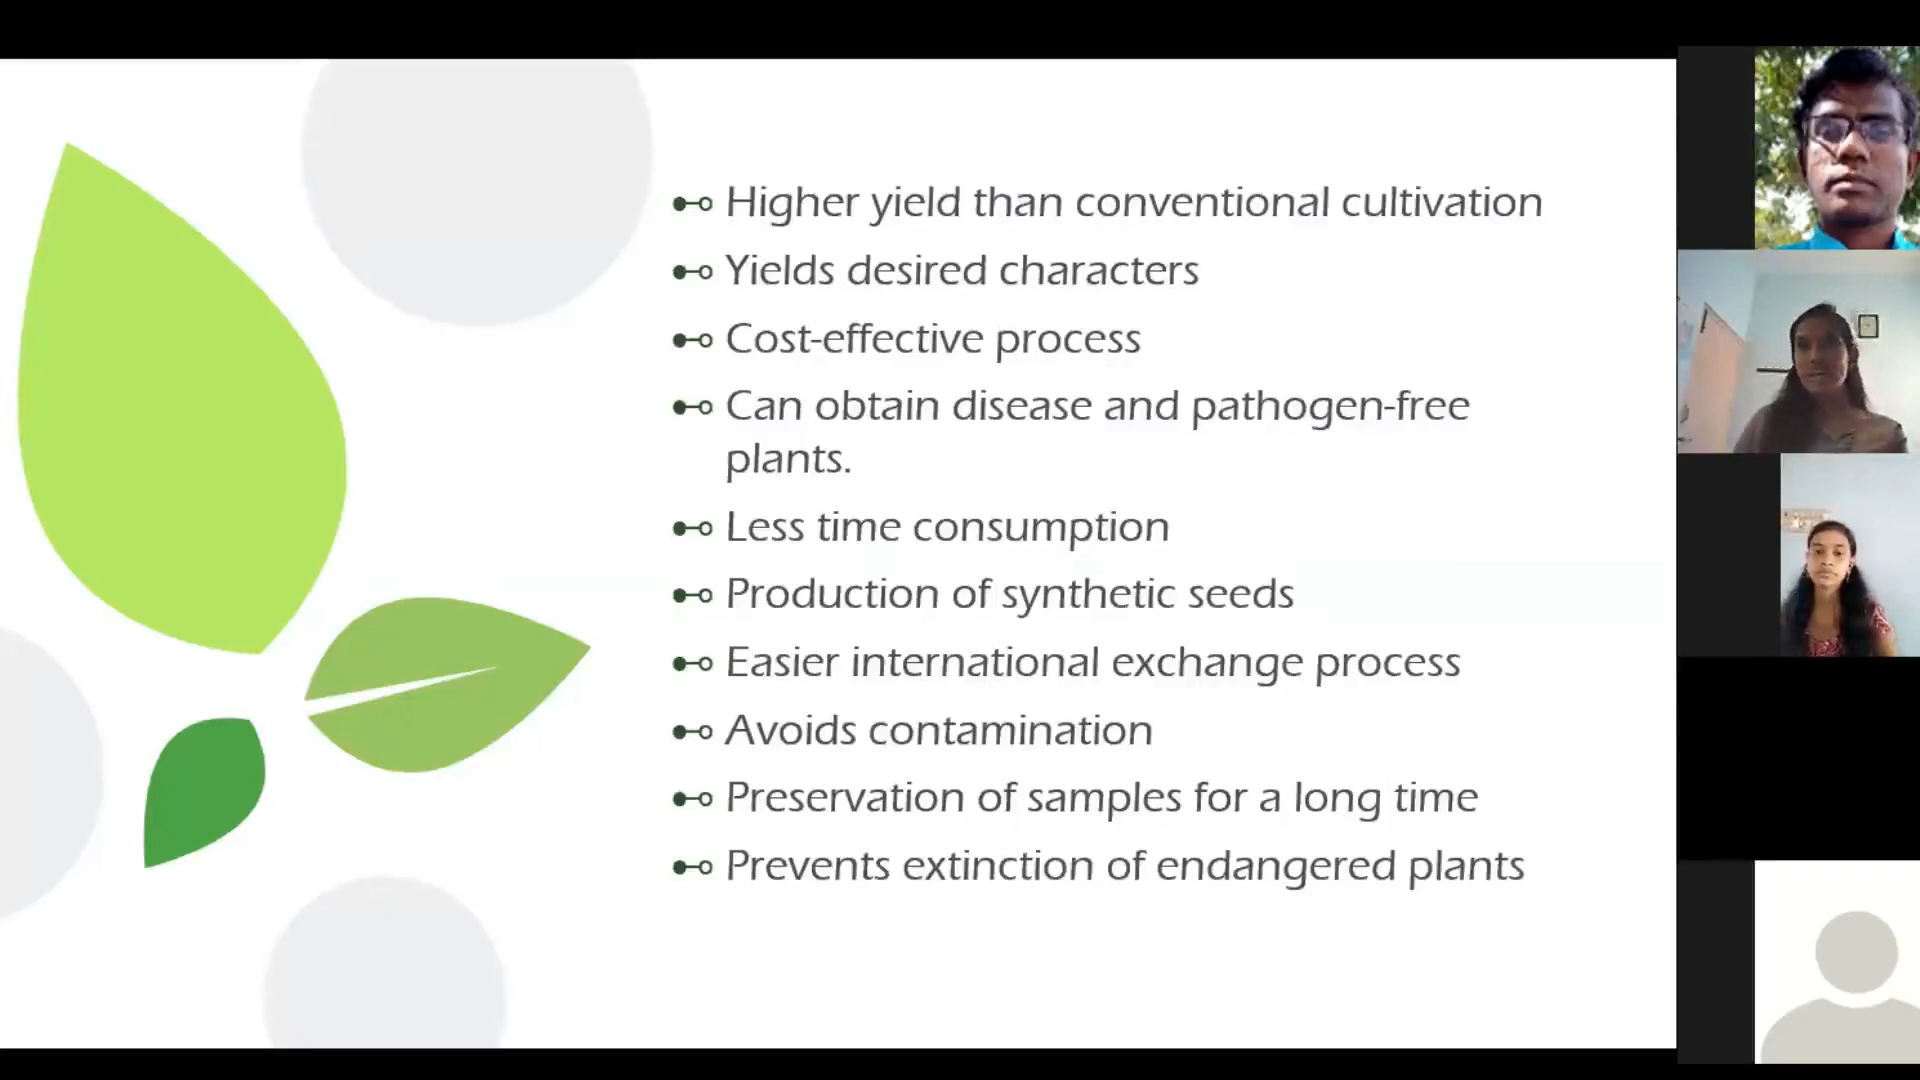 Higher yield than conventional cultivation
Yields desired characters
Cost-effective process
Can obtain disease and pathogen-free
plants.
Less time consumption
Production of synthetic seeds
Easier international exchange process
Avoids contamination
Preservation of samples for a long time
Prevents extinction of endangered plants